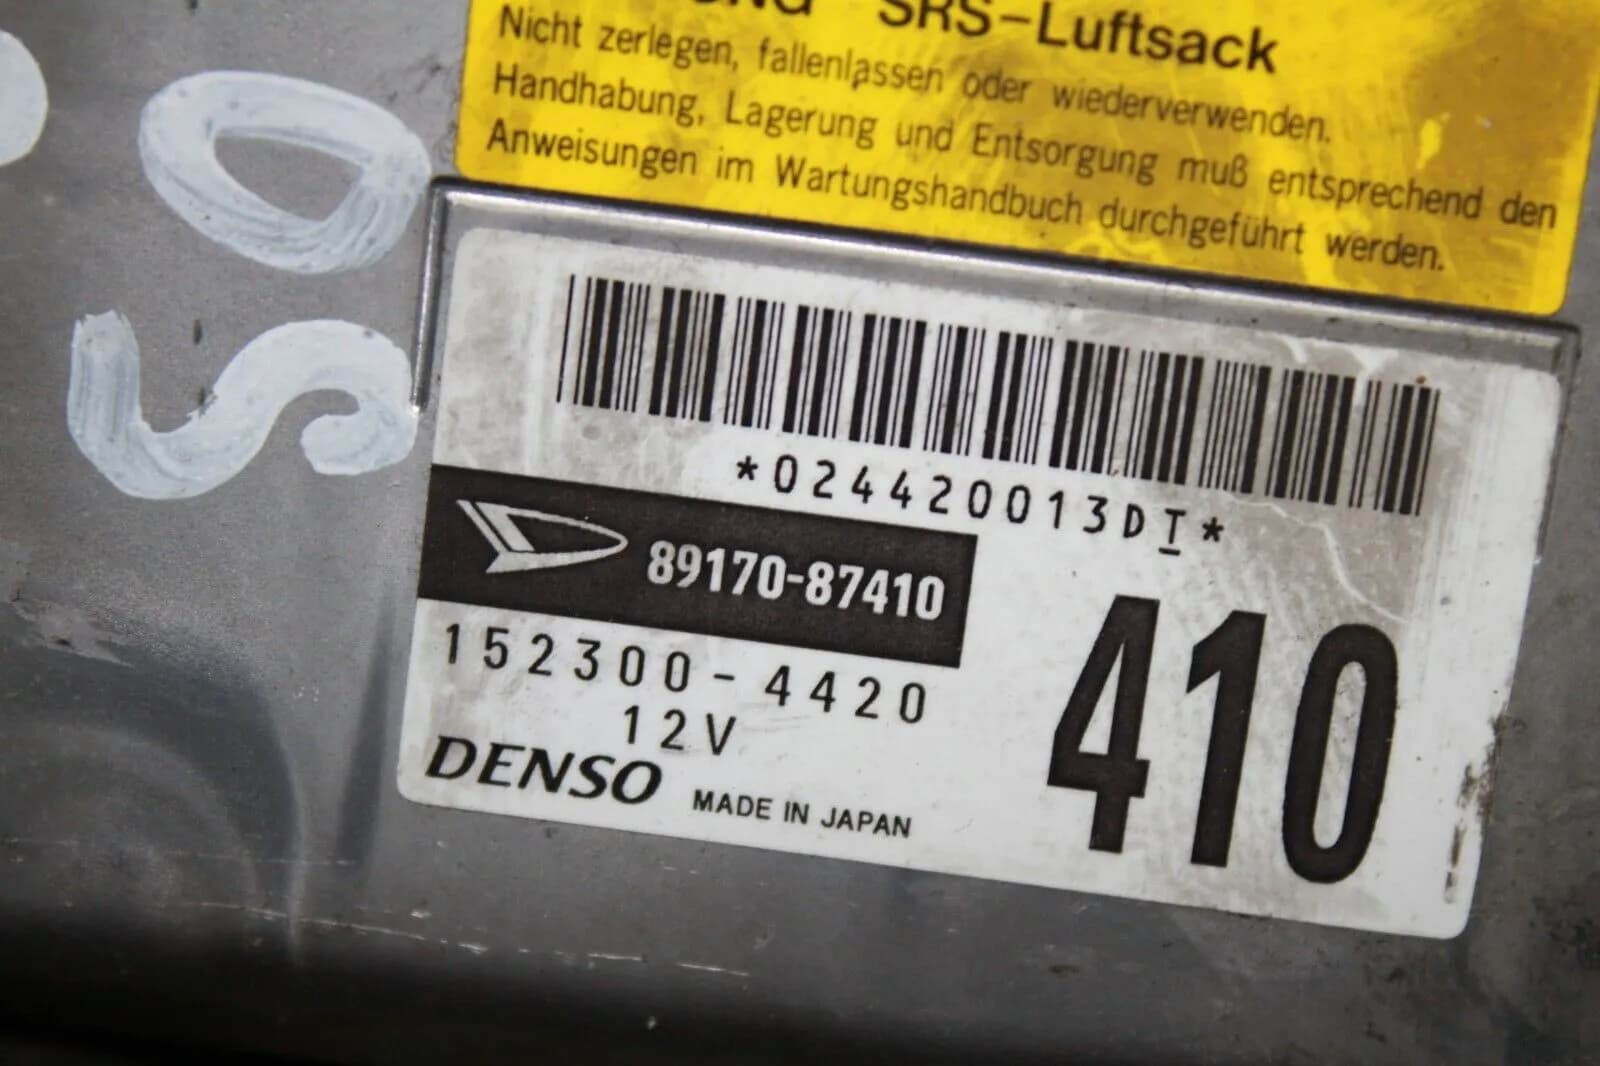 SRS-Luftsack
Nicht zerlegen, fallenlassen oder wiederverwenden.
Handhabung, Lagerung und Entsorgung muß entsprechend den
Anweisungen im Wartungshandbuch durchgeführt werden.
*024420013DI*
89170-87410
152300-4420
12V
DENSO MADE IN JAPAN
410